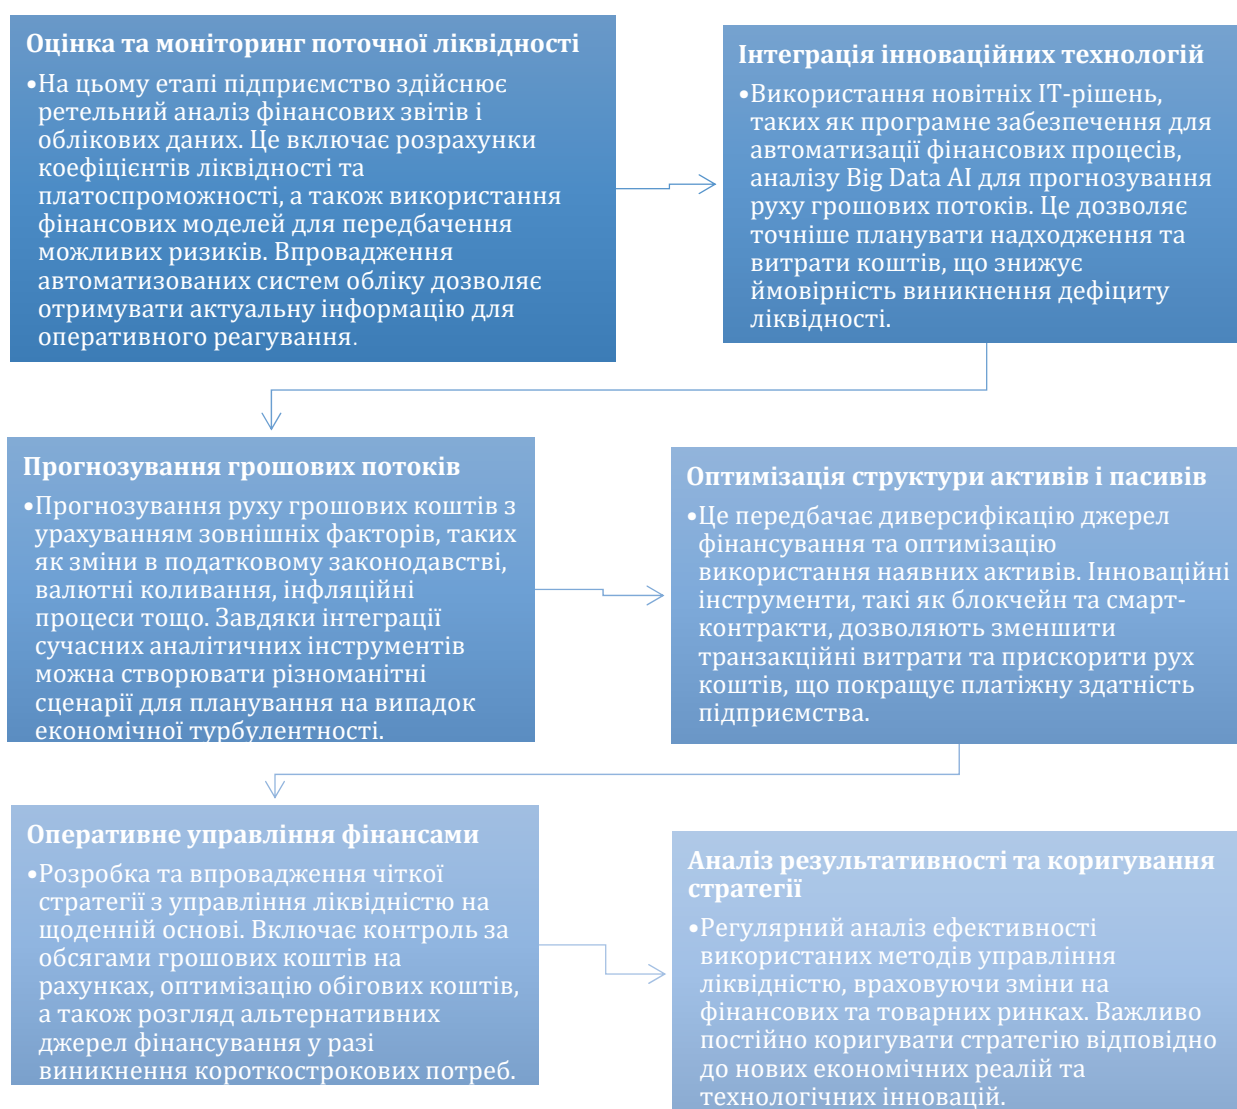 Оцінка та моніторинг поточної ліквідності
•На цьому етапі підприємство здійснює
ретельний аналіз фінансових звітів і
облікових даних. Це включає розрахунки
коефіцієнтів ліквідності та
платоспроможності, а також використання
фінансових моделей для передбачення
можливих ризиків. Впровадження
автоматизованих систем обліку дозволяє
отримувати актуальну інформацію для
оперативного реагування.
Інтеграція інноваційних технологій
•Використання новітніх ІТ-рішень,
таких як програмне забезпечення для
автоматизації фінансових процесів,
аналізу Big Data AI для прогнозування
руху грошових потоків. Це дозволяє
точніше планувати надходження та
витрати коштів, що знижує
ймовірність виникнення дефіциту
ліквідності.
Прогнозування грошових потоків
•Прогнозування руху грошових коштів з
урахуванням зовнішніх факторів, таких
як зміни в податковому законодавстві,
валютні коливання, інфляційні
процеси тощо. Завдяки інтеграції
сучасних аналітичних інструментів
можна створювати різноманітні
сценарії для планування на випадок
економічної турбулентності.
Оптимізація структури активів і пасивів
•Це передбачає диверсифікацію джерел
фінансування та оптимізацію
використання наявних активів. Інноваційні
інструменти, такі як блокчейн та смарт-
контракти, дозволяють зменшити
транзакційні витрати та прискорити рух
коштів, що покращує платіжну здатність
підприємства.
Оперативне управління фінансами
•Розробка та впровадження чіткої
стратегії з управління ліквідністю на
щоденній основі. Включає контроль за
обсягами грошових коштів на
рахунках, оптимізацію обігових коштів,
а також розгляд альтернативних
джерел фінансування у разі
виникнення короткострокових потреб.
Аналіз результативності та коригування
стратегії
•Регулярний аналіз ефективності
використаних методів управління
ліквідністю, враховуючи зміни на
фінансових та товарних ринках. Важливо
постійно коригувати стратегію відповідно
до нових економічних реалій та
технологічних інновацій.